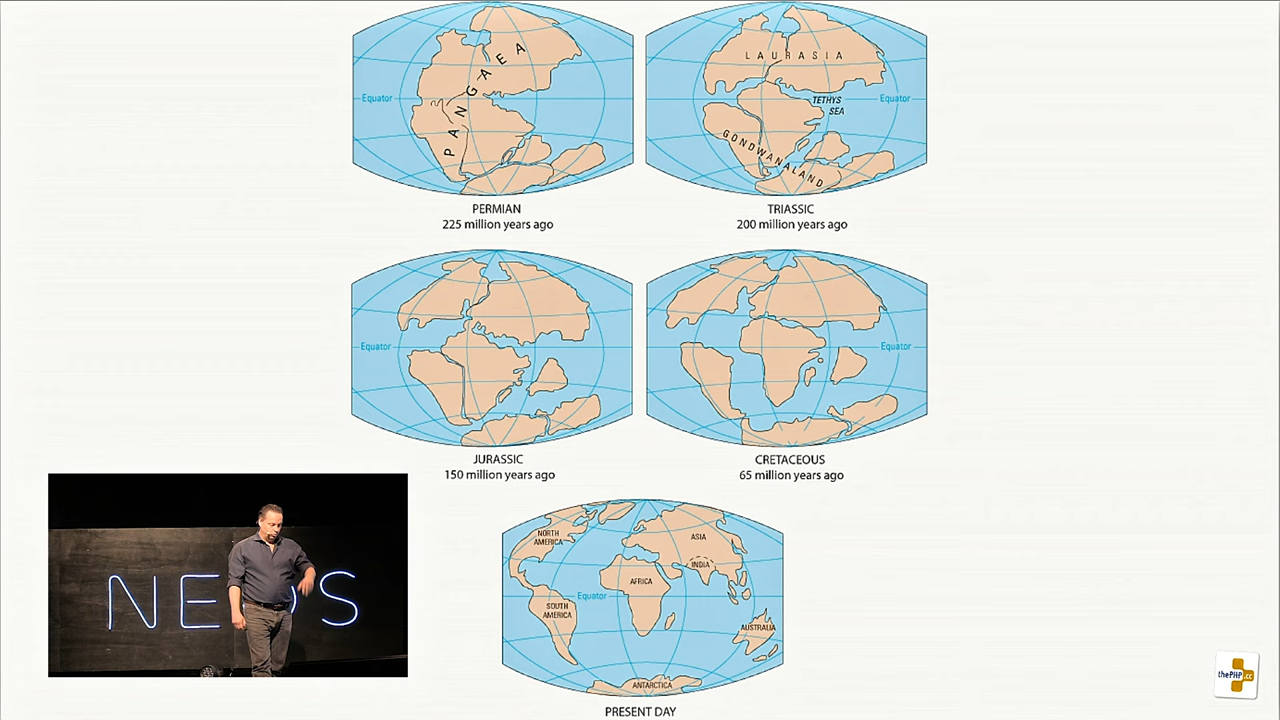 PANGAEA
Equator
PERMIAN
225 million years ago
LAURASIA
TETHYS
SEA
Equator
GONDWANALAND
TRIASSIC
200 million years ago
Equator
JURASSIC
150 million years ago
Equator
CRETACEOUS
65 million years ago
NORTH
AMERICA
ASIA
INDIA
AFRICA
Equator
SOUTH
AMERICA
AUSTRALIA
ANTARCTICA
PRESENT DAY
NE S
thePHP.cc